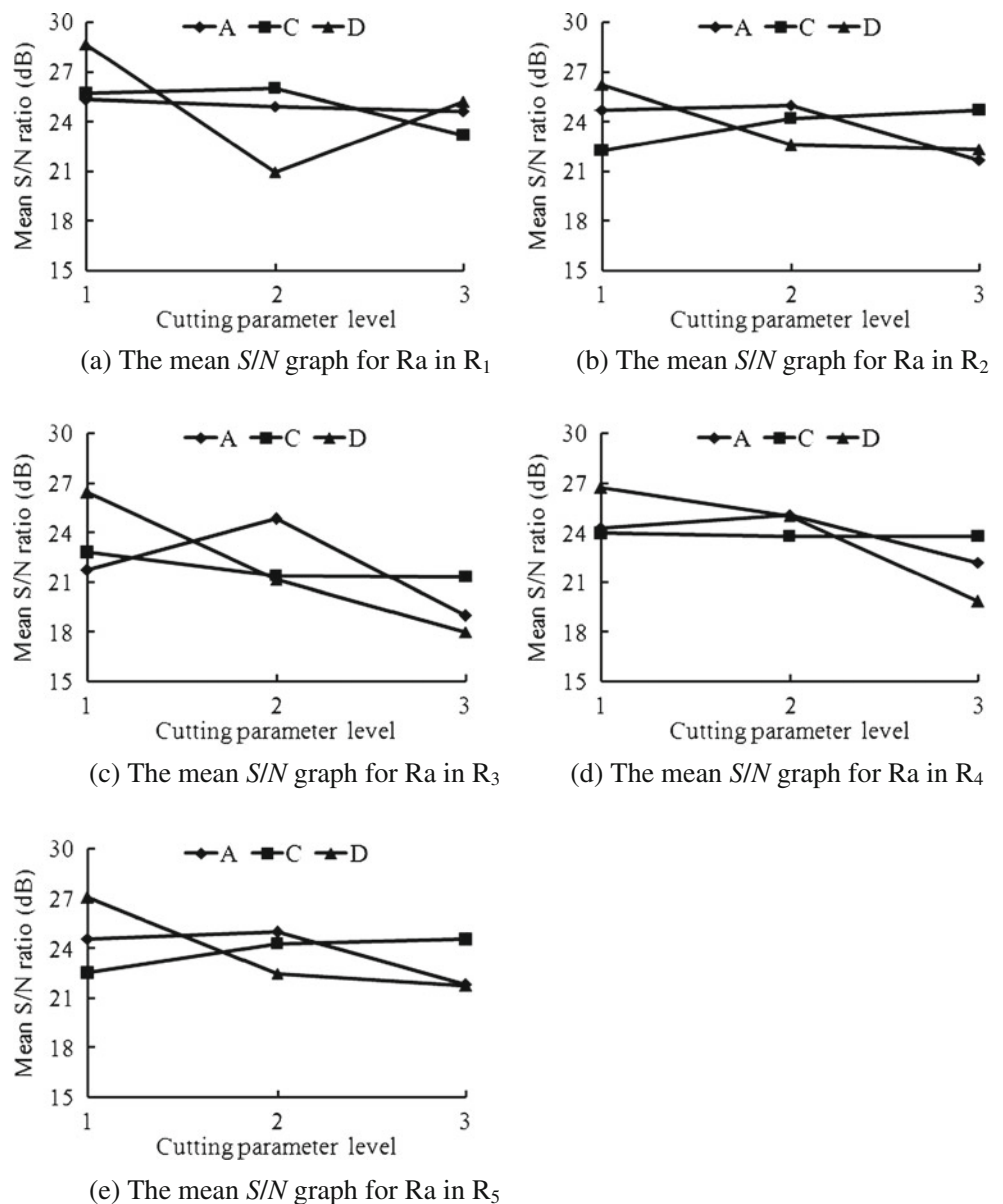 30
27
24
21
18
15
Mean S/N ratio (dB)
A C D
1 2 3
Cutting parameter level
(a) The mean S/N graph for Ra in R₁
30
27
24
21
18
15
Mean S/N ratio (dB)
A C D
1 2 3
Cutting parameter level
(b) The mean S/N graph for Ra in R₂
30
27
24
21
18
15
Mean S/N ratio (dB)
A C D
1 2 3
Cutting parameter level
(c) The mean S/N graph for Ra in R₃
30
27
24
21
18
15
Mean S/N ratio (dB)
A C D
1 2 3
Cutting parameter level
(d) The mean S/N graph for Ra in R₄
30
27
24
21
18
15
Mean S/N ratio (dB)
A C D
1 2 3
Cutting parameter level
(e) The mean S/N graph for Ra in R₅